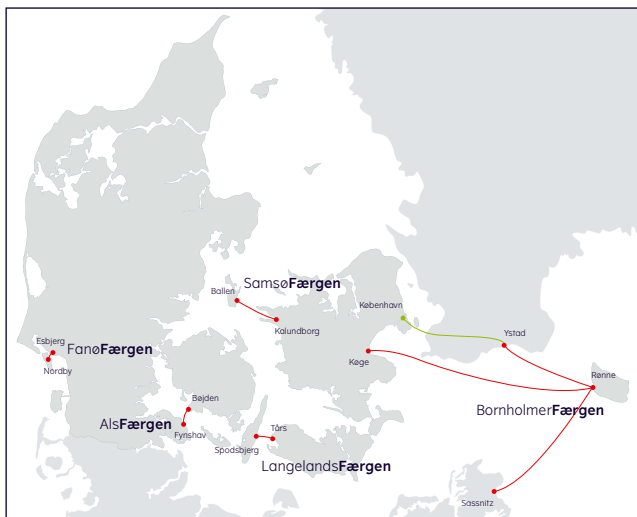 SamsøFærgen
Ballen
København
Kalundborg
Ystad
Esbjerg
FanøFærgen
Køge
Nordby
Rønne
Bøjden
BornholmerFærgen
AlsFærgen
Tårs
Fynshav
Spodsbjerg
LangelandsFærgen
Sassnitz